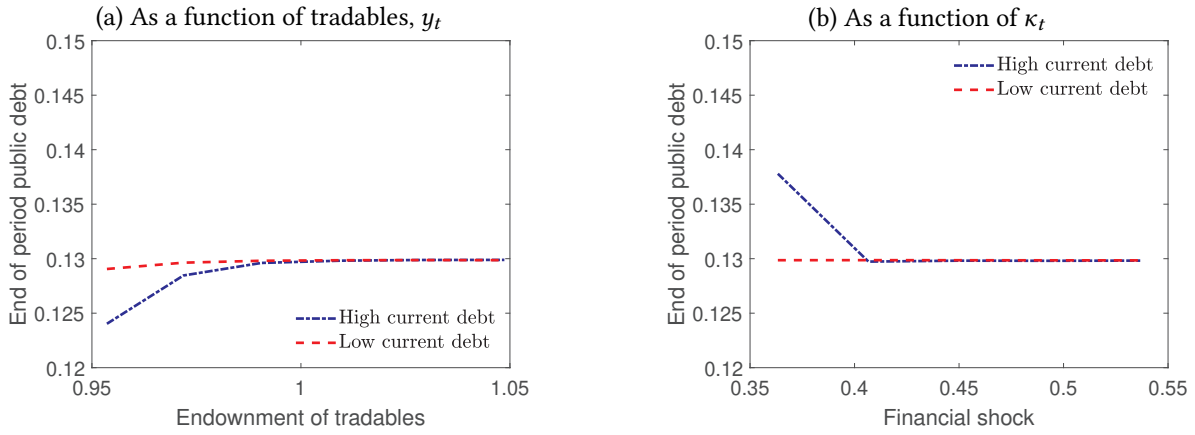 (a) As a function of tradables, y_t
0.15
0.145
0.14
0.135
0.13
0.125
0.12
End of period public debt
High current debt
Low current debt
0.95
1
1.05
Endownment of tradables
(b) As a function of κ_t
0.15
0.145
0.14
0.135
0.13
0.125
0.12
End of period public debt
High current debt
Low current debt
0.35
0.4
0.45
0.5
0.55
Financial shock